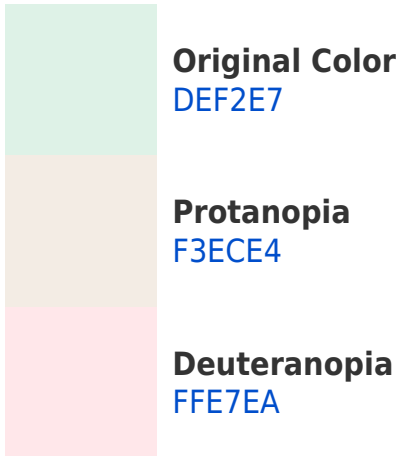 Original Color
DEF2E7
Protanopia
F3ECE4
Deuteranopia
FFE7EA